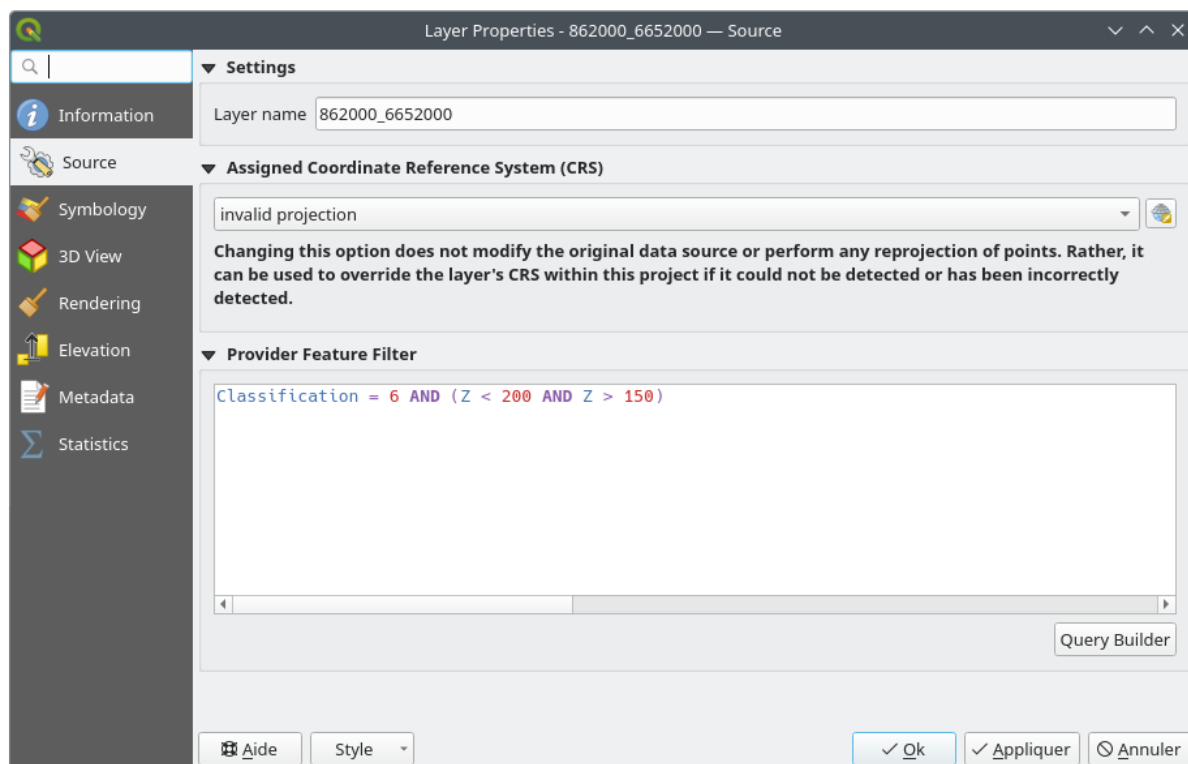 Layer Properties - 862000_6652000 — Source
Information
Source
Symbology
3D View
Rendering
Elevation
Metadata
Statistics
Settings
Layer name 862000_6652000
Assigned Coordinate Reference System (CRS)
invalid projection
Changing this option does not modify the original data source or perform any reprojection of points. Rather, it
can be used to override the layer's CRS within this project if it could not be detected or has been incorrectly
detected.
Provider Feature Filter
Classification = 6 AND (Z < 200 AND Z > 150)
Query Builder
Aide Style Ok Appliquer Annuler